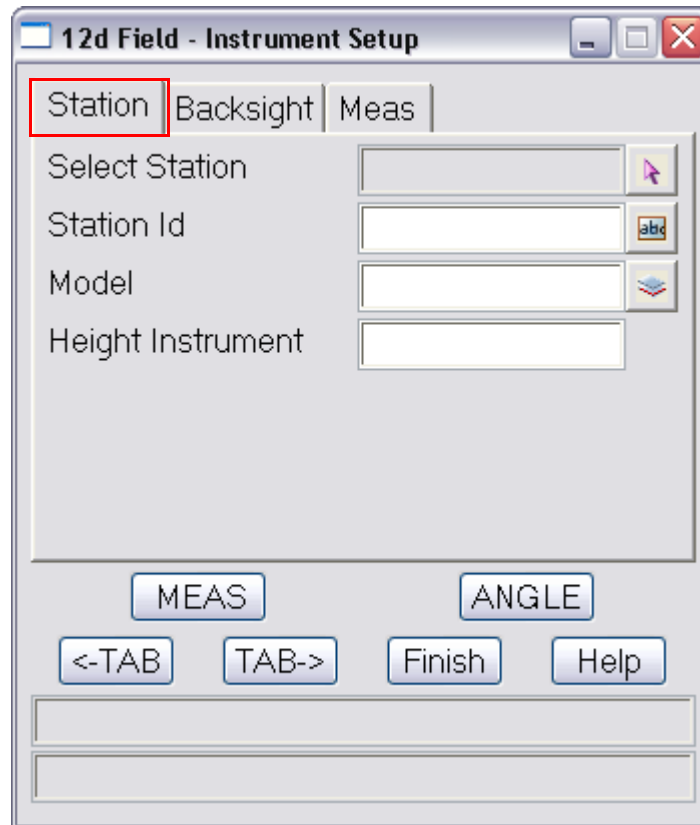 12d Field - Instrument Setup
Station Backsight Meas
Select Station
Station Id
abc
Model
Height Instrument
MEAS ANGLE
<-TAB TAB-> Finish Help